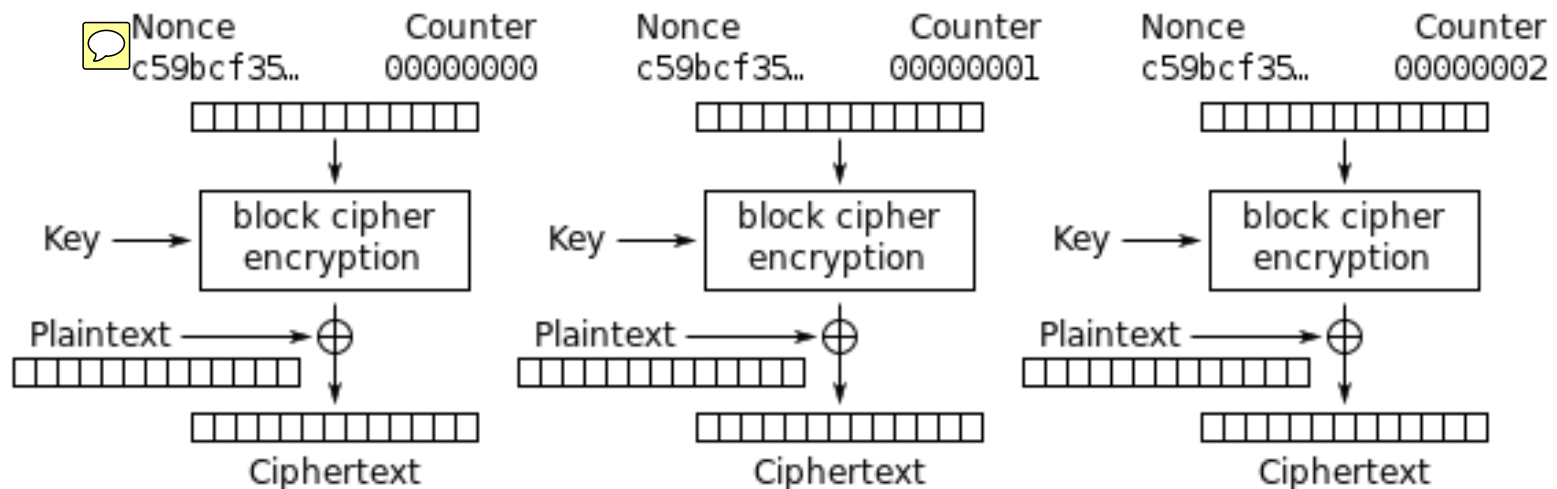 Nonce Counter Nonce Counter Nonce Counter
c59bcf35… 00000000 c59bcf35… 00000001 c59bcf35… 00000002
Key block cipher encryption Key block cipher encryption Key block cipher encryption
Plaintext Plaintext Plaintext
Ciphertext Ciphertext Ciphertext